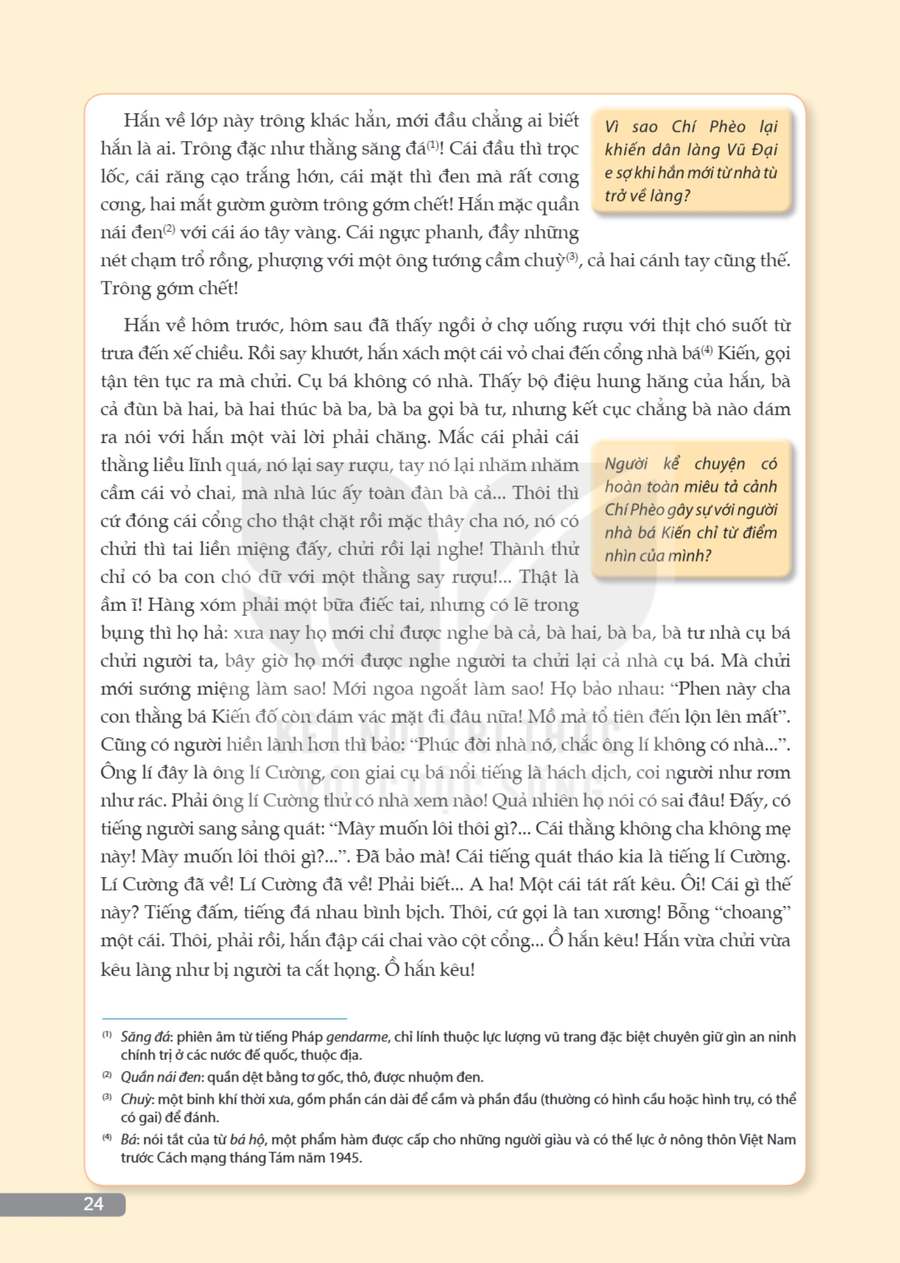 Hắn về lớp này trông khác hẳn, mới đầu chẳng ai biết
hắn là ai. Trông đặc như thằng săng đá(1)! Cái đầu thì trọc
lốc, cái răng cạo trắng hớn, cái mặt thì đen mà rất cơng
cơng, hai mắt gườm gườm trông gớm chết! Hắn mặc quần
nái đen(2) với cái áo tây vàng. Cái ngực phanh, đầy những
nét chạm trổ rồng, phượng với một ông tướng cầm chuỳ(3), cả hai cánh tay cũng thế.
Trông gớm chết!
Vì sao Chí Phèo lại
khiến dân làng Vũ Đại
e sợ khi hắn mới từ nhà tù
trở về làng?
Hắn về hôm trước, hôm sau đã thấy ngồi ở chợ uống rượu với thịt chó suốt từ
trưa đến xế chiều. Rồi say khướt, hắn xách một cái vỏ chai đến cổng nhà bá(4) Kiến, gọi
tận tên tục ra mà chửi. Cụ bá không có nhà. Thấy bộ điệu hung hăng của hắn, bà
cả đùn bà hai, bà hai thúc bà ba, bà ba gọi bà tư, nhưng kết cục chẳng bà nào dám
ra nói với hắn một vài lời phải chăng. Mắc cái phải cái
thằng liều lĩnh quá, nó lại say rượu, tay nó lại nhăm nhăm
cầm cái vỏ chai, mà nhà lúc ấy toàn đàn bà cả... Thôi thì
cứ đóng cái cổng cho thật chặt rồi mặc thây cha nó, nó có
chửi thì tai liền miệng đấy, chửi rồi lại nghe! Thành thử
chỉ có ba con chó dữ với một thằng say rượu!... Thật là
ầm ĩ! Hàng xóm phải một bữa điếc tai, nhưng có lẽ trong
bụng thì họ hả: xưa nay họ mới chỉ được nghe bà cả, bà hai, bà ba, bà tư nhà cụ bá
chửi người ta, bây giờ họ mới được nghe người ta chửi lại cả nhà cụ bá. Mà chửi
mới sướng miệng làm sao! Mới ngoa ngoắt làm sao! Họ bảo nhau: “Phen này cha
con thằng bá Kiến đố còn dám vác mặt đi đâu nữa! Mồ mả tổ tiên đến lộn lên mất”.
Cũng có người hiền lành hơn thì bảo: “Phúc đời nhà nó, chắc ông lí không có nhà...”.
Ông lí đây là ông lí Cường, con giai cụ bá nổi tiếng là hách dịch, coi người như rơm
như rác. Phải ông lí Cường thử có nhà xem nào! Quả nhiên họ nói có sai đâu! Đấy, có
tiếng người sang sảng quát: “Mày muốn lôi thôi gì?... Cái thằng không cha không mẹ
này! Mày muốn lôi thôi gì?...”. Đã bảo mà! Cái tiếng quát tháo kia là tiếng lí Cường.
Lí Cường đã về! Lí Cường đã về! Phải biết... A ha! Một cái tát rất kêu. Ôi! Cái gì thế
này? Tiếng đấm, tiếng đá nhau bình bịch. Thôi, cứ gọi là tan xương! Bỗng “choang”
một cái. Thôi, phải rồi, hắn đập cái chai vào cột cổng... Ồ hắn kêu! Hắn vừa chửi vừa
kêu làng như bị người ta cắt họng. Ồ hắn kêu!
Người kể chuyện có
hoàn toàn miêu tả cảnh
Chí Phèo gây sự với người
nhà bá Kiến chỉ từ điểm
nhìn của mình?
KẾT NỐI TRI THỨC
VỚI CUỘC SỐNG
(1) Săng đá: phiên âm từ tiếng Pháp gendarme, chỉ lính thuộc lực lượng vũ trang đặc biệt chuyên giữ gìn an ninh
chính trị ở các nước đế quốc, thuộc địa.
(2) Quần nái đen: quần dệt bằng tơ gốc, thô, được nhuộm đen.
(3) Chuỳ: một binh khí thời xưa, gồm phần cán dài để cầm và phần đầu (thường có hình cầu hoặc hình trụ, có thể
có gai) để đánh.
(4) Bá: nói tắt của từ bá hộ, một phẩm hàm được cấp cho những người giàu và có thế lực ở nông thôn Việt Nam
trước Cách mạng tháng Tám năm 1945.
24